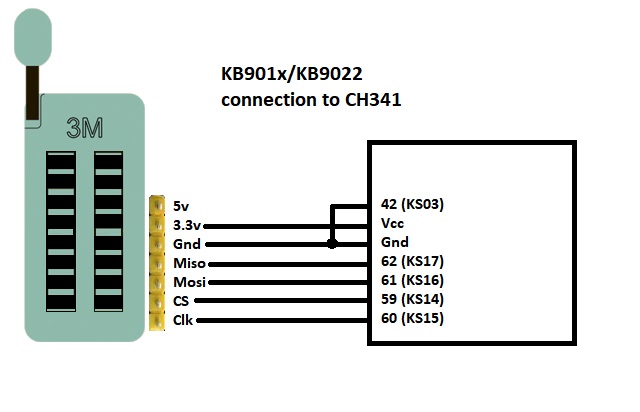 KB901x/KB9022
connection to CH341
3M
5v
3.3v
Gnd
Miso
Mosi
CS
Clk
42 (KS03)
Vcc
Gnd
62 (KS17)
61 (KS16)
59 (KS14)
60 (KS15)